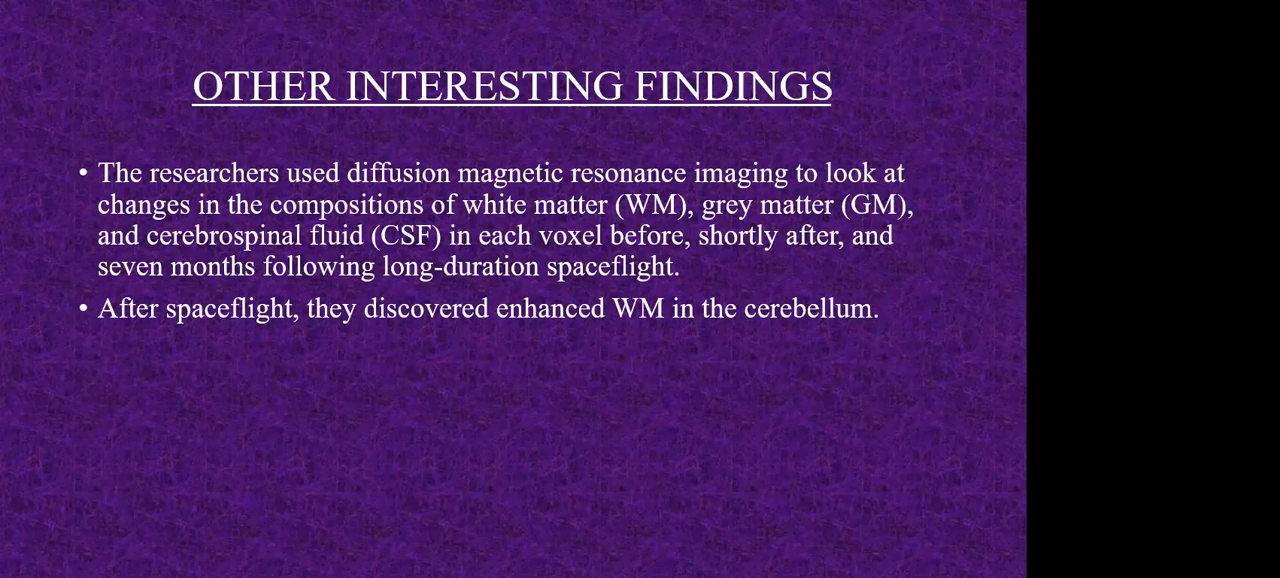 OTHER INTERESTING FINDINGS
• The researchers used diffusion magnetic resonance imaging to look at
changes in the compositions of white matter (WM), grey matter (GM),
and cerebrospinal fluid (CSF) in each voxel before, shortly after, and
seven months following long-duration spaceflight.
• After spaceflight, they discovered enhanced WM in the cerebellum.